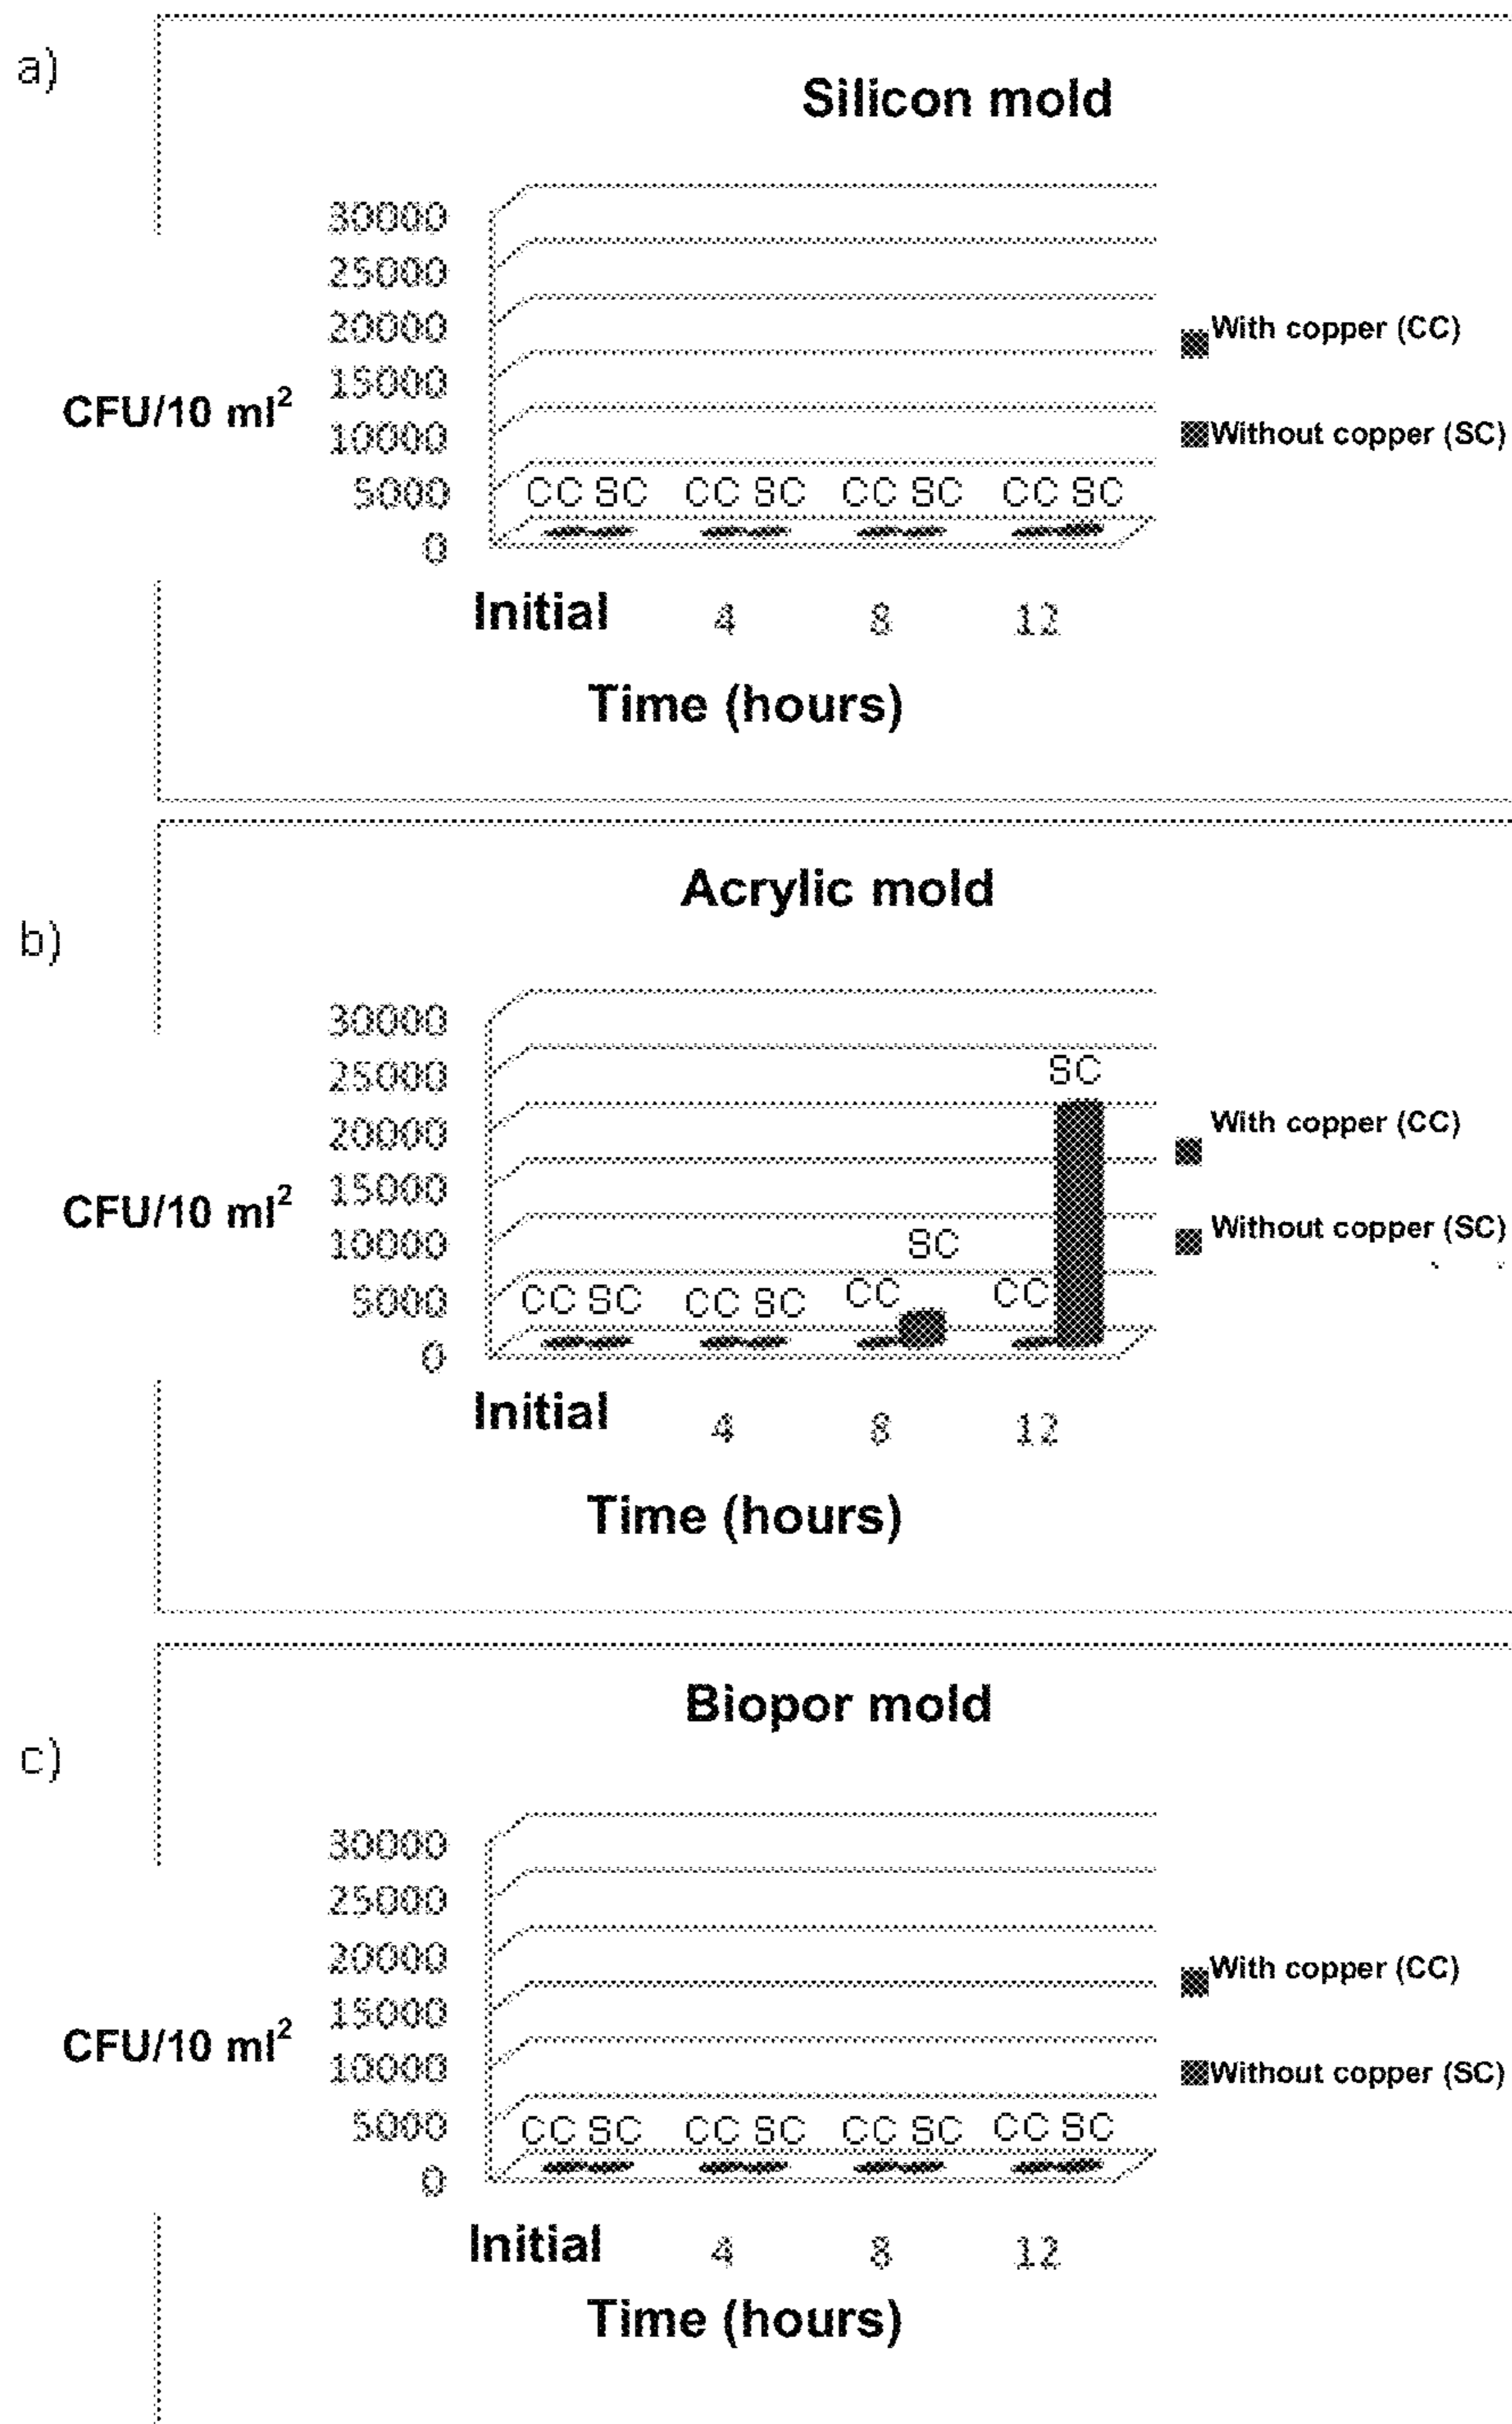 a)
Silicon mold
30000
25000
20000
15000
10000
5000
0
CFU/10 ml²
CC SC CC SC CC SC CC SC
Initial 4 8 12
Time (hours)
With copper (CC)
Without copper (SC)
b)
Acrylic mold
30000
25000
20000
15000
10000
5000
0
CFU/10 ml²
CC SC CC SC CC SC CC SC
Initial 4 8 12
Time (hours)
With copper (CC)
Without copper (SC)
c)
Biopor mold
30000
25000
20000
15000
10000
5000
0
CFU/10 ml²
CC SC CC SC CC SC CC SC
Initial 4 8 12
Time (hours)
With copper (CC)
Without copper (SC)